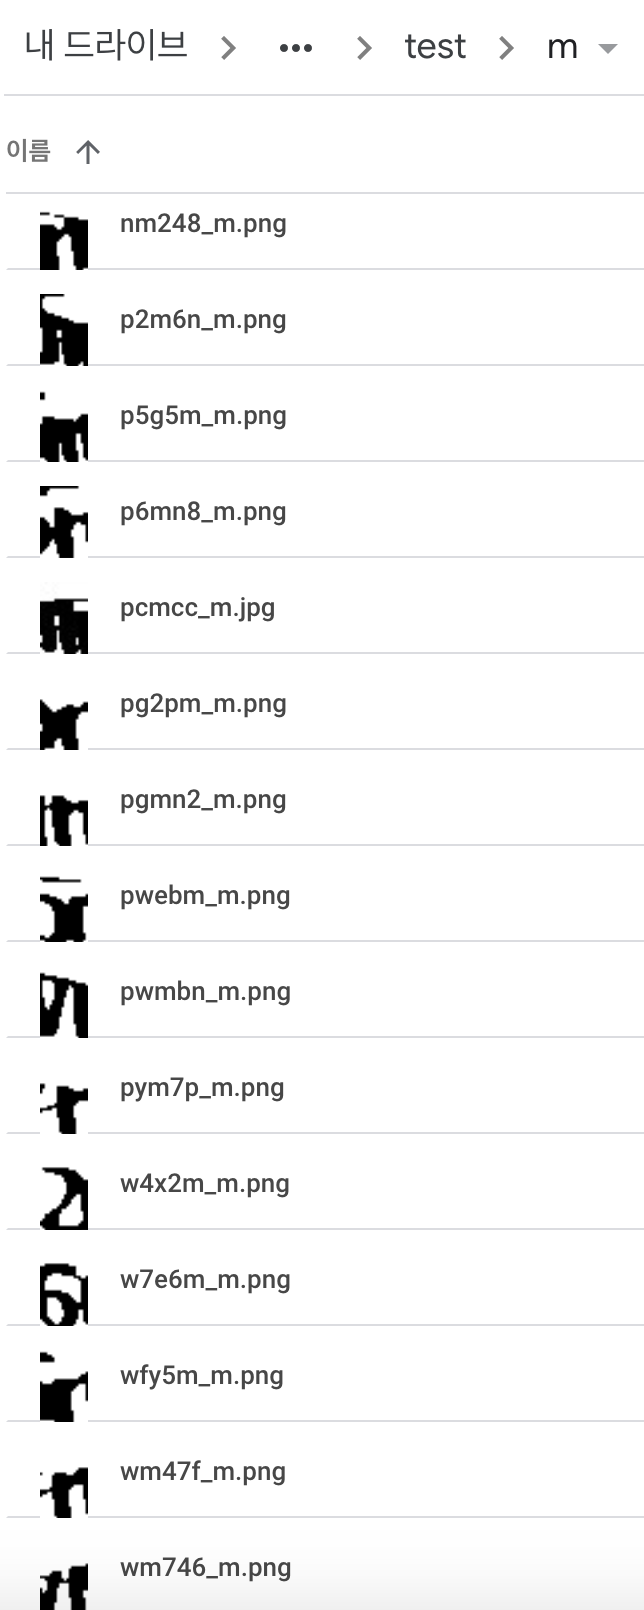 내 드라이브 > ••• > test > m
이름 ↑
nm248_m.png
p2m6n_m.png
p5g5m_m.png
p6mn8_m.png
pcmcc_m.jpg
pg2pm_m.png
pgmn2_m.png
pwebm_m.png
pwmbn_m.png
pym7p_m.png
w4x2m_m.png
w7e6m_m.png
wfy5m_m.png
wm47f_m.png
wm746_m.png